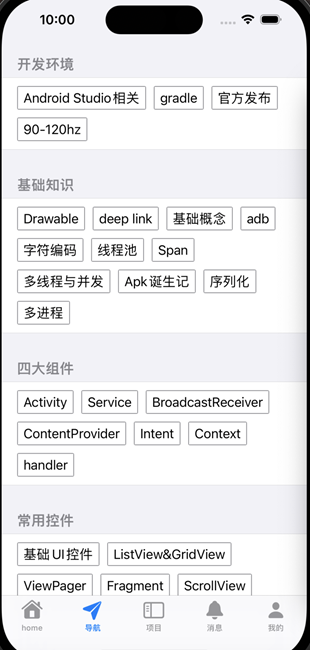 10:00
开发环境
Android Studio相关 gradle 官方发布
90-120hz
基础知识
Drawable deep link 基础概念 adb
字符编码 线程池 Span
多线程与并发 Apk诞生记 序列化
多进程
四大组件
Activity Service BroadcastReceiver
ContentProvider Intent Context
handler
常用控件
基础UI控件 ListView&GridView
ViewPager Fragment ScrollView
home 导航 项目 消息 我的